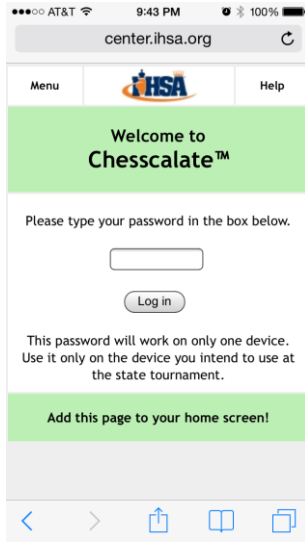 AT&T 9:43 PM 100%
center.ihsa.org
Menu IHSA Help
Welcome to
Chesscalate™
Please type your password in the box below.
Log in
This password will work on only one device.
Use it only on the device you intend to use at
the state tournament.
Add this page to your home screen!